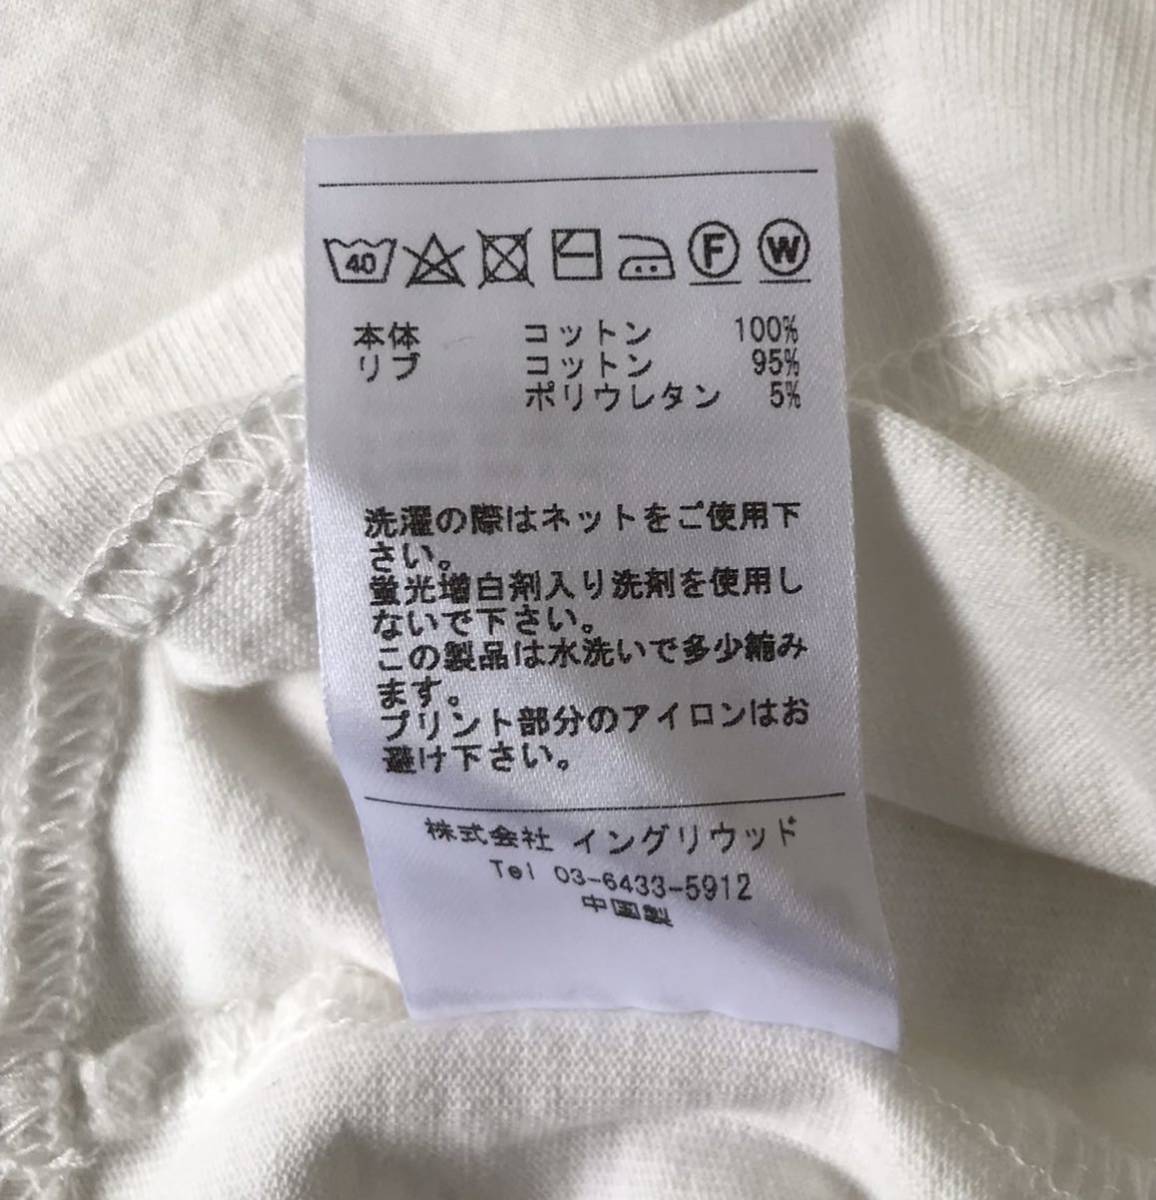 40 F W
本体 コットン 100%
リブ コットン 95%
ポリウレタン 5%
洗濯の際はネットをご使用下
さい。
蛍光増白剤入り洗剤を使用し
ないで下さい。
この製品は水洗いで多少縮み
ます。
プリント部分のアイロンはお
避け下さい。
株式会社 イングリウッド
Tel 03-6433-5912
中国製